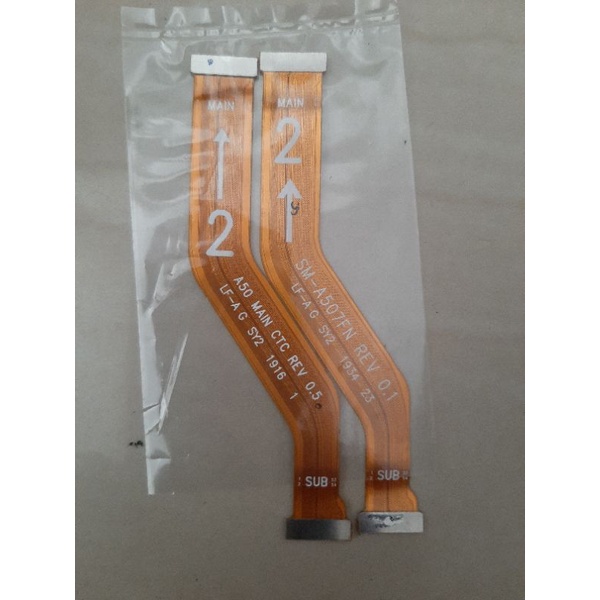 9
MAIN
2
A50 MAIN CTC REV 0.5
LF-A G SY2 1916 1
SUB
MAIN
2
SM-A507FN REV 0.1
LF-A G SY2 1934 23
SUB